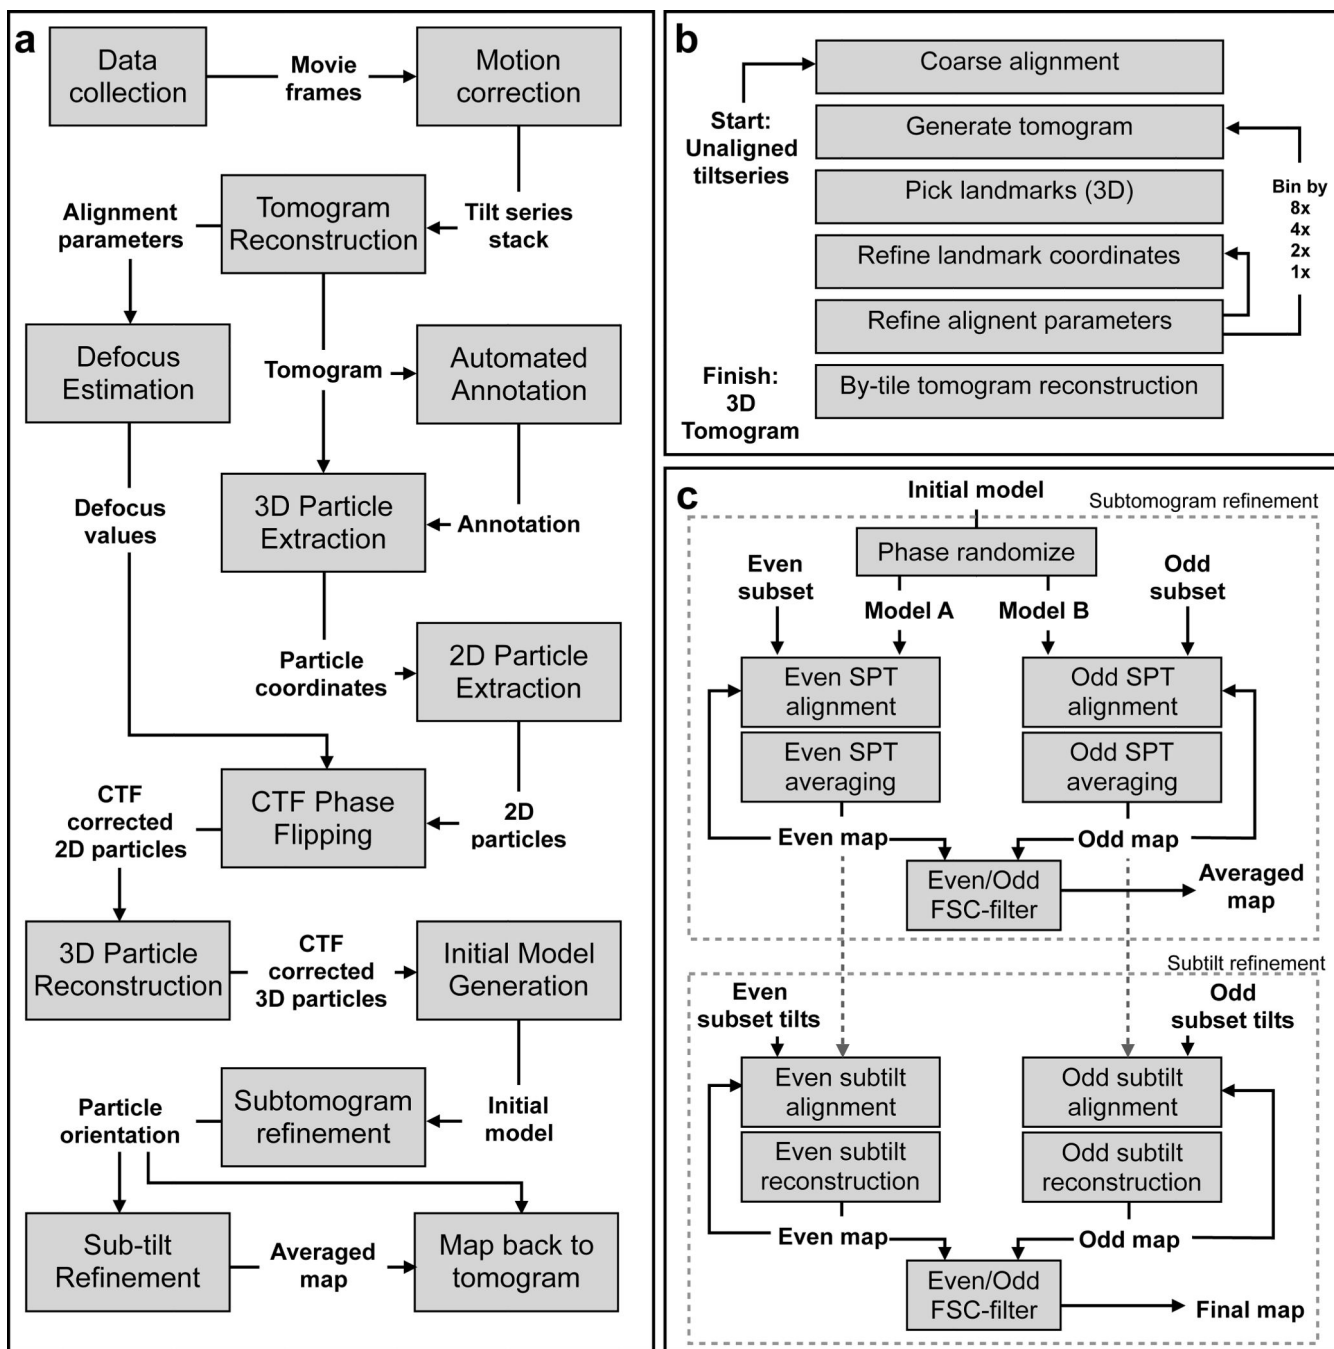 a
Data
collection
Movie
frames
Motion
correction
Alignment
parameters
Tomogram
Reconstruction
Tilt series
stack
Defocus
Estimation
Tomogram
Automated
Annotation
Defocus
values
3D Particle
Extraction
Annotation
Particle
coordinates
2D Particle
Extraction
CTF
corrected
2D particles
CTF Phase
Flipping
2D
particles
3D Particle
Reconstruction
CTF
corrected
3D particles
Initial Model
Generation
Particle
orientation
Subtomogram
refinement
Initial
model
Sub-tilt
Refinement
Averaged
map
Map back to
tomogram
b
Coarse alignment
Start:
Unaligned
tiltseries
Generate tomogram
Pick landmarks (3D)
Refine landmark coordinates
Refine alignent parameters
Bin by
8x
4x
2x
1x
Finish:
3D
Tomogram
By-tile tomogram reconstruction
c
Initial model
Subtomogram refinement
Phase randomize
Even
subset
Model A
Model B
Odd
subset
Even SPT
alignment
Odd SPT
alignment
Even SPT
averaging
Odd SPT
averaging
Even map
Odd map
Even/Odd
FSC-filter
Averaged
map
Subtilt refinement
Even
subset tilts
Odd
subset tilts
Even subtilt
alignment
Odd subtilt
alignment
Even subtilt
reconstruction
Odd subtilt
reconstruction
Even map
Odd map
Even/Odd
FSC-filter
Final map